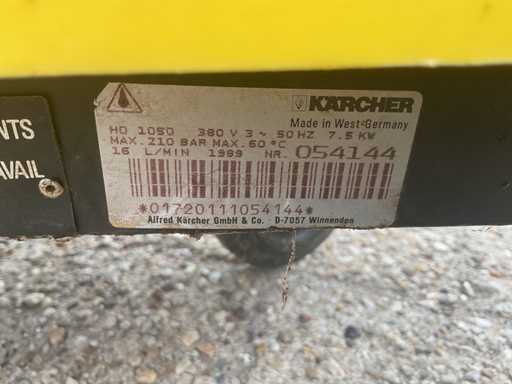 NTS
AVAIL
KÄRCHER
Made in West-Germany
HD 1050 380 V 3~ 50 HZ 7.5 KW
MAX. 210 BAR MAX. 60 °C
16 L/MIN 1989 NR. 054144
*01720111054144*
Alfred Kärcher GmbH & Co. · D-7057 Winnenden